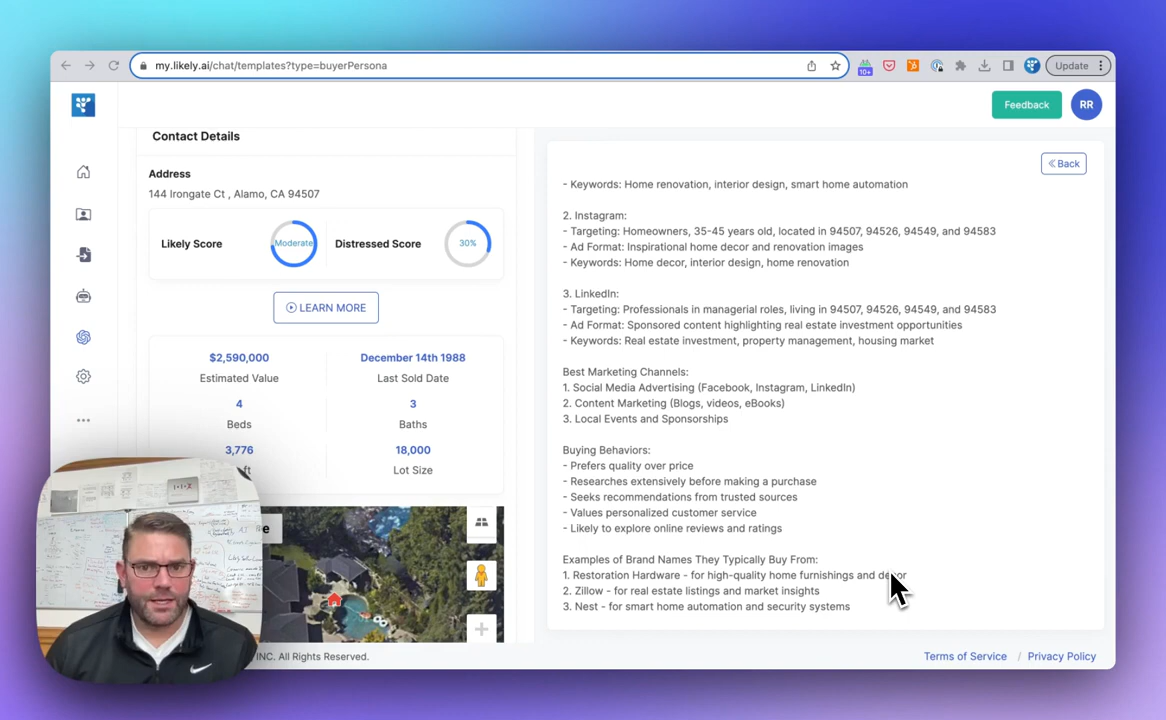 my.likely.ai/chat/templates?type=buyerPersona
10+
Update
Feedback
RR
Contact Details
Address
144 Irongate Ct , Alamo, CA 94507
Likely Score
Moderate
Distressed Score
30%
LEARN MORE
$2,590,000
Estimated Value
December 14th 1988
Last Sold Date
4
Beds
3
Baths
3,776
ft
18,000
Lot Size
e
INC. All Rights Reserved.
Back
- Keywords: Home renovation, interior design, smart home automation
2. Instagram:
- Targeting: Homeowners, 35-45 years old, located in 94507, 94526, 94549, and 94583
- Ad Format: Inspirational home decor and renovation images
- Keywords: Home decor, interior design, home renovation
3. LinkedIn:
- Targeting: Professionals in managerial roles, living in 94507, 94526, 94549, and 94583
- Ad Format: Sponsored content highlighting real estate investment opportunities
- Keywords: Real estate investment, property management, housing market
Best Marketing Channels:
1. Social Media Advertising (Facebook, Instagram, LinkedIn)
2. Content Marketing (Blogs, videos, eBooks)
3. Local Events and Sponsorships
Buying Behaviors:
- Prefers quality over price
- Researches extensively before making a purchase
- Seeks recommendations from trusted sources
- Values personalized customer service
- Likely to explore online reviews and ratings
Examples of Brand Names They Typically Buy From:
1. Restoration Hardware - for high-quality home furnishings and decor
2. Zillow - for real estate listings and market insights
3. Nest - for smart home automation and security systems
Terms of Service / Privacy Policy